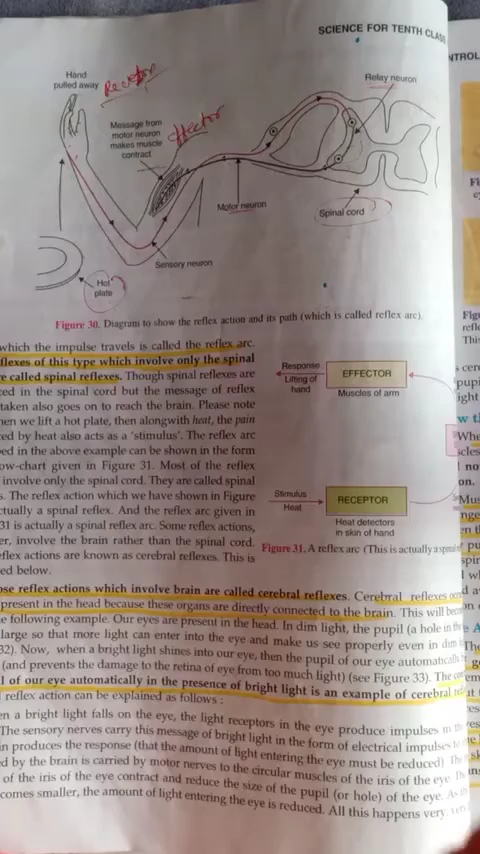 SCIENCE FOR TENTH CLASS
NTROL
Hand
pulled away
Receptor
Relay neuron
Message from
motor neuron
makes muscle
contract
effector
Motor neuron
Spinal cord
Sensory neuron
Hot
plate
Figure 30. Diagram to show the reflex action and its path (which is called reflex arc).
which the impulse travels is called the reflex arc.
flexes of this type which involve only the spinal
re called spinal reflexes. Though spinal reflexes are
ed in the spinal cord but the message of reflex
taken also goes on to reach the brain. Please note
en we lift a hot plate, then alongwith heat, the pain
ed by heat also acts as a 'stimulus'. The reflex arc
ed in the above example can be shown in the form
ow-chart given in Figure 31. Most of the reflex
involve only the spinal cord. They are called spinal
s. The reflex action which we have shown in Figure
ctually a spinal reflex. And the reflex arc given in
31 is actually a spinal reflex arc. Some reflex actions,
er, involve the brain rather than the spinal cord.
eflex actions are known as cerebral reflexes. This is
ed below.
Response
Lifting of
hand
EFFECTOR
Muscles of arm
Stimulus
Heat
RECEPTOR
Heat detectors
in skin of hand
Figure 31. A reflex arc (This is actually a spinal
ose reflex actions which involve brain are called cerebral reflexes. Cerebral reflexes
present in the head because these organs are directly connected to the brain. This will
e following example. Our eyes are present in the head. In dim light, the pupil (a hole in
large so that more light can enter into the eye and make us see properly even in dim
32). Now, when a bright light shines into our eye, then the pupil of our eye automatically
(and prevents the damage to the retina of eye from too much light) (see Figure 33). The
l of our eye automatically in the presence of bright light is an example of cerebral
reflex action can be explained as follows :
en a bright light falls on the eye, the light receptors in the eye produce impulses
The sensory nerves carry this message of bright light in the form of electrical impulses
in produces the response (that the amount of light entering the eye must be reduced)
ed by the brain is carried by motor nerves to the circular muscles of the iris of the eye.
of the iris of the eye contract and reduce the size of the pupil (or hole) of the eye. As
comes smaller, the amount of light entering the eye is reduced. All this happens very